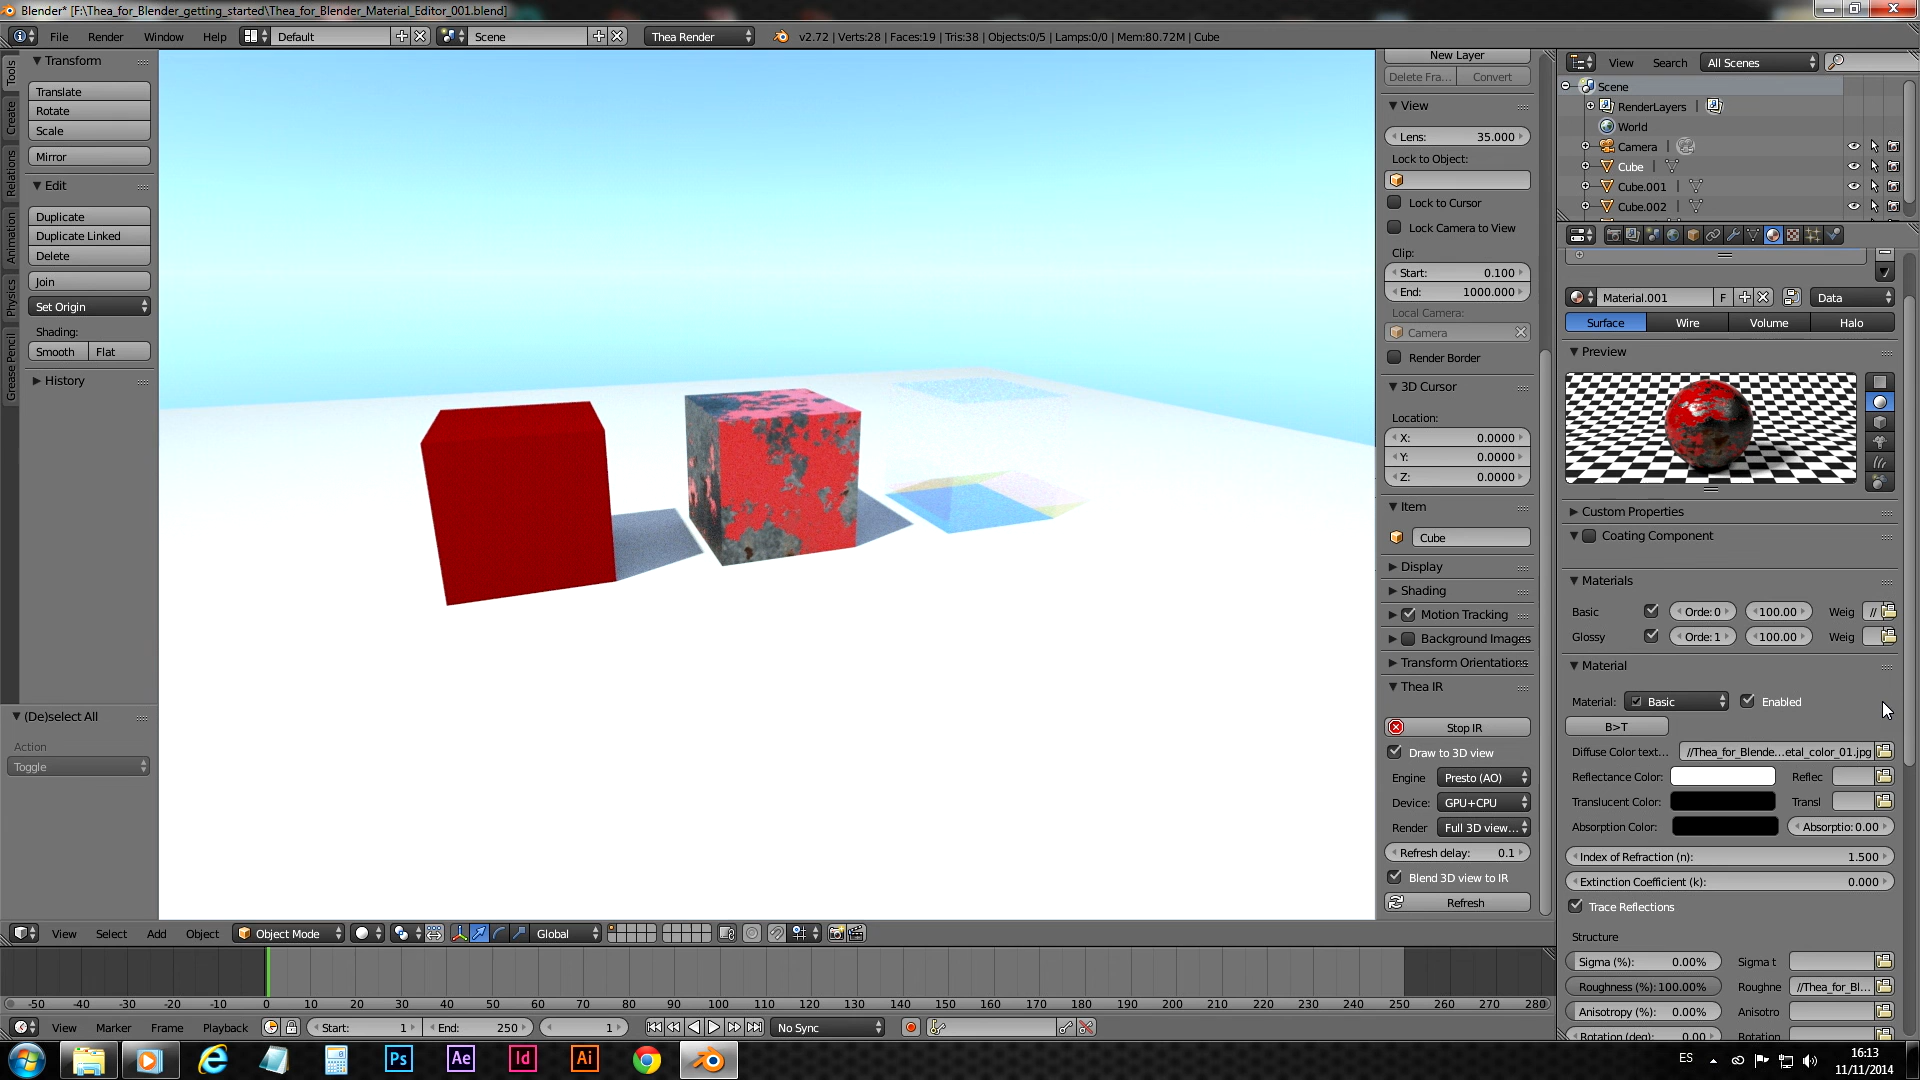 Blender* [F:\Thea_for_Blender_getting_started\Thea_for_Blender_Material_Editor_001.blend]
File Render Window Help Default Scene Thea Render v2.72 | Verts:28 | Faces:19 | Tris:38 | Objects:0/5 | Lamps:0/0 | Mem:80.72M | Cube
Tools
Create
Relations
Animation
Physics
Grease Pencil
Transform
Translate
Rotate
Scale
Mirror
Edit
Duplicate
Duplicate Linked
Delete
Join
Set Origin
Shading:
Smooth Flat
History
(De)select All
Action
Toggle
New Layer
Delete Fra... Convert
View
Lens: 35.000
Lock to Object:
Lock to Cursor
Lock Camera to View
Clip:
Start: 0.100
End: 1000.000
Local Camera:
Camera
Render Border
3D Cursor
Location:
X: 0.0000
Y: 0.0000
Z: 0.0000
Item
Cube
Display
Shading
Motion Tracking
Background Images
Transform Orientations
Thea IR
Stop IR
Draw to 3D view
Engine Presto (AO)
Device: GPU+CPU
Render Full 3D view...
Refresh delay: 0.1
Blend 3D view to IR
Refresh
View Search All Scenes
Scene
RenderLayers |
World
Camera |
Cube |
Cube.001 |
Cube.002 |
Material.001 F Data
Surface Wire Volume Halo
Preview
Custom Properties
Coating Component
Materials
Basic Orde: 0 100.00 Weig //
Glossy Orde: 1 100.00 Weig
Material
Material: Basic Enabled
B>T
Diffuse Color text... //Thea_for_Blende...etal_color_01.jpg
Reflectance Color: Reflec
Translucent Color: Transl
Absorption Color: Absorptio: 0.00
Index of Refraction (n): 1.500
Extinction Coefficient (k): 0.000
Trace Reflections
Structure
Sigma (%): 0.00% Sigma t
Roughness (%): 100.00% Roughne //Thea_for_Bl...
Anisotropy (%): 0.00% Anisotro
Rotation (deg): 0.00 Rotation
View Select Add Object Object Mode Global
-50 -40 -30 -20 -10 0 10 20 30 40 50 60 70 80 90 100 110 120 130 140 150 160 170 180 190 200 210 220 230 240 250 260 270 280
View Marker Frame Playback Start: 1 End: 250 1 No Sync
Ps Ae Id Ai
ES
16:13
11/11/2014